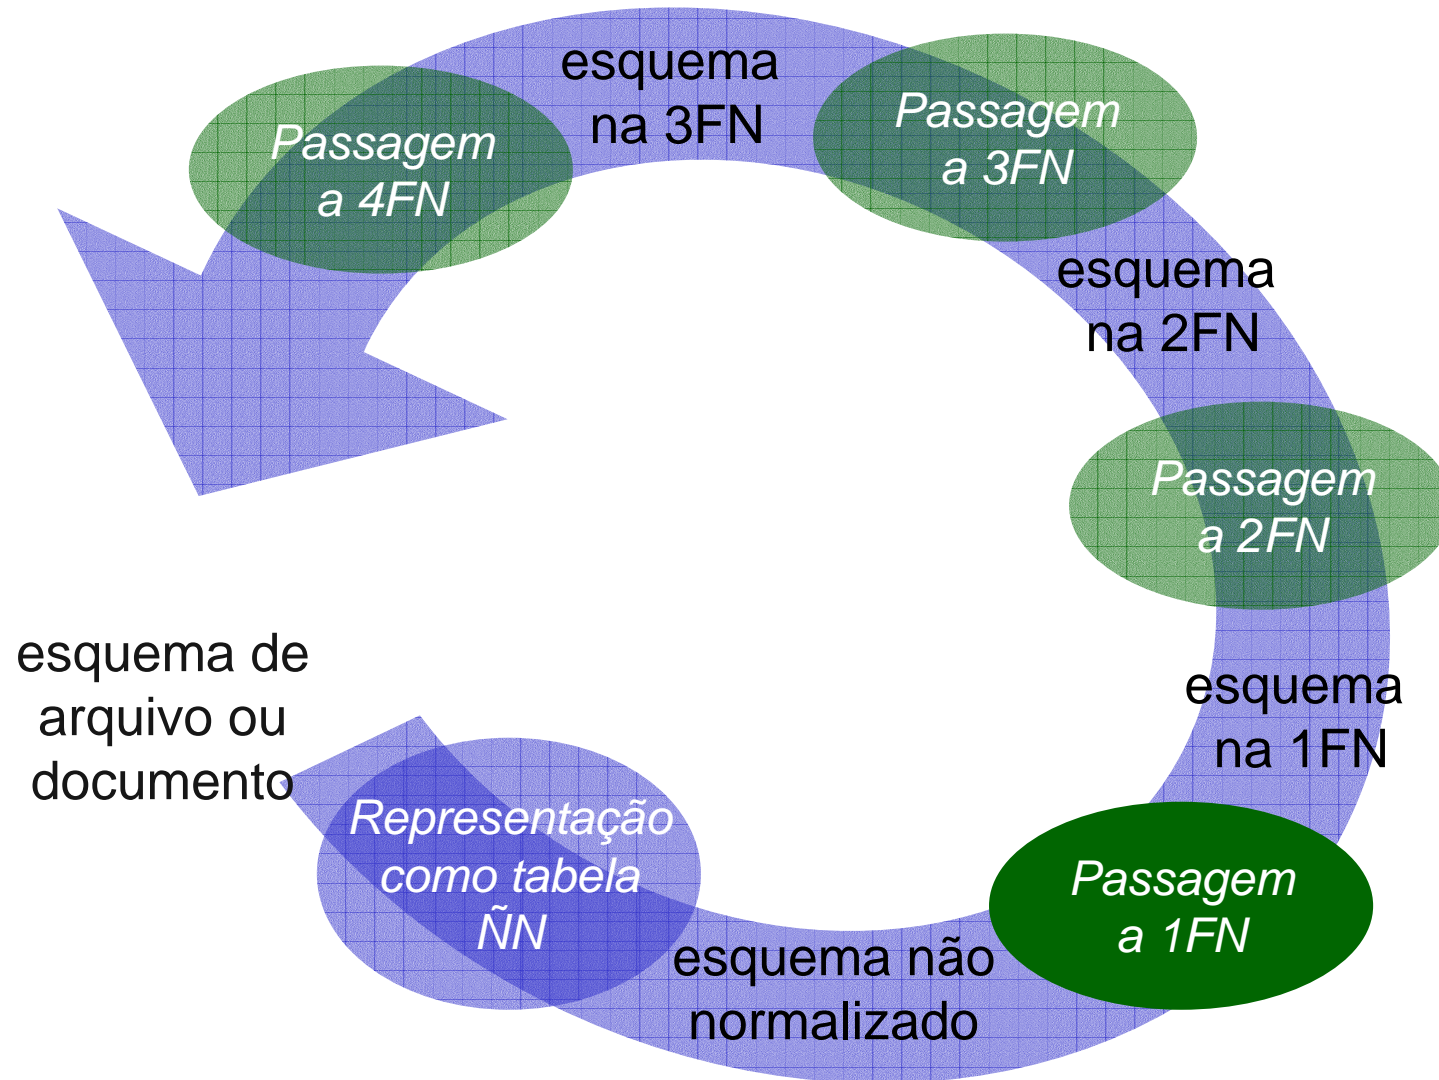 esquema de
arquivo ou
documento
Representação
como tabela
ÑN
esquema não
normalizado
Passagem
a 1FN
esquema
na 1FN
Passagem
a 2FN
esquema
na 2FN
Passagem
a 3FN
esquema
na 3FN
Passagem
a 4FN